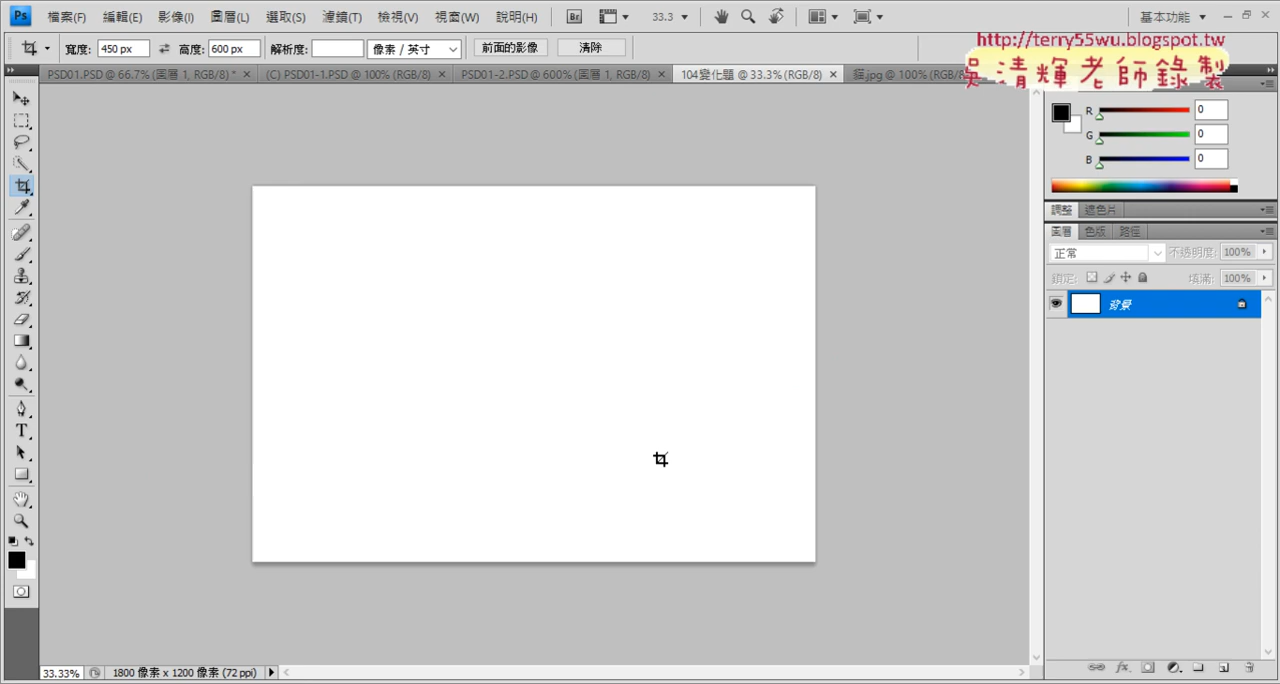 Ps 檔案(F) 編輯(E) 影像(I) 圖層(L) 選取(S) 濾鏡(T) 檢視(V) 視窗(W) 說明(H) Br 33.3 基本功能
http://terry55wu.blogspot.tw
寬度: 450 px 高度: 600 px 解析度: 像素 / 英寸 前面的影像 清除
吳清輝老師錄製
PSD01.PSD @ 66.7% (圖層 1, RGB/8) * (C) PSD01-1.PSD @ 100% (RGB/8) PSD01-2.PSD @ 600% (圖層 1, RGB/8) 104變化題 @ 33.3% (RGB/8) 貓.jpg @ 100% (RGB/8)
R 0
G 0
B 0
調整 遮色片
圖層 色版 路徑
正常 不透明度: 100%
鎖定: 填滿: 100%
背景
T
33.33% 1800 像素 x 1200 像素 (72 ppi)
fx